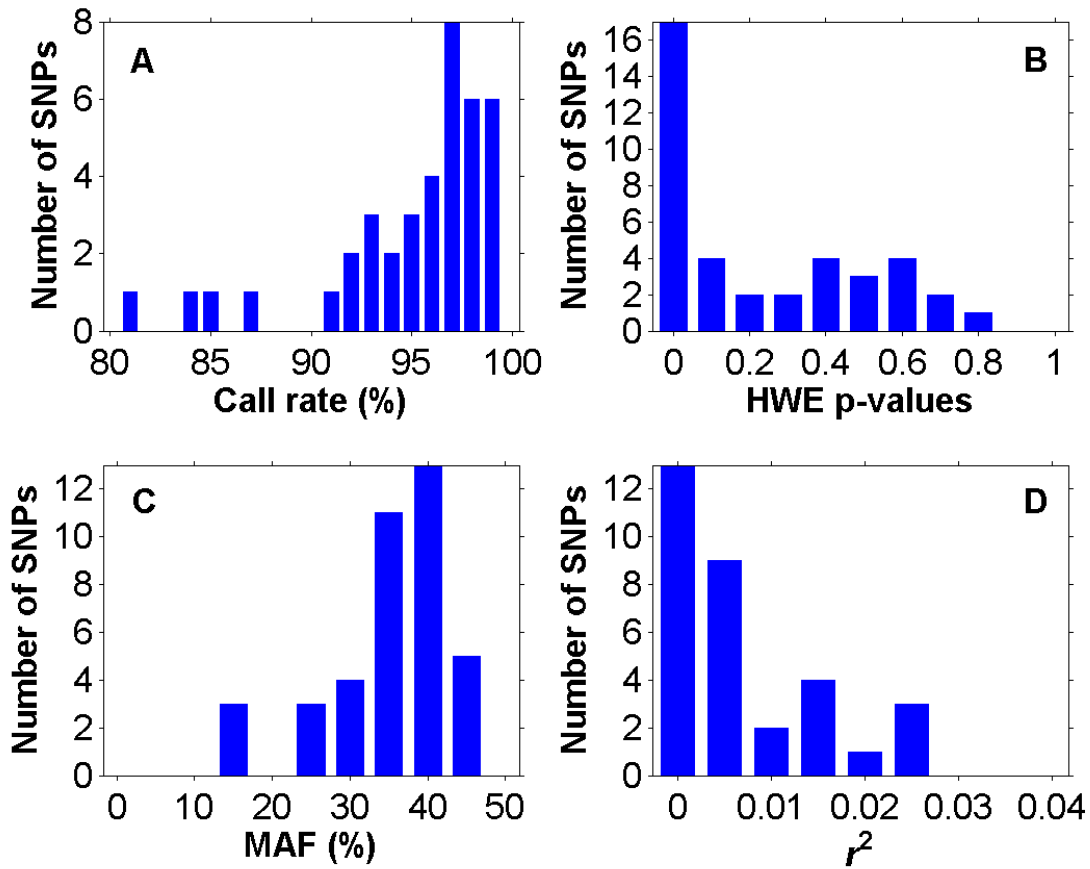 A
Number of SNPs
8
6
4
2
0
80 85 90 95 100
Call rate (%)
B
Number of SNPs
16
14
12
10
8
6
4
2
0
0 0.2 0.4 0.6 0.8 1
HWE p-values
C
Number of SNPs
12
10
8
6
4
2
0
0 10 20 30 40 50
MAF (%)
D
Number of SNPs
12
10
8
6
4
2
0
0 0.01 0.02 0.03 0.04
r²